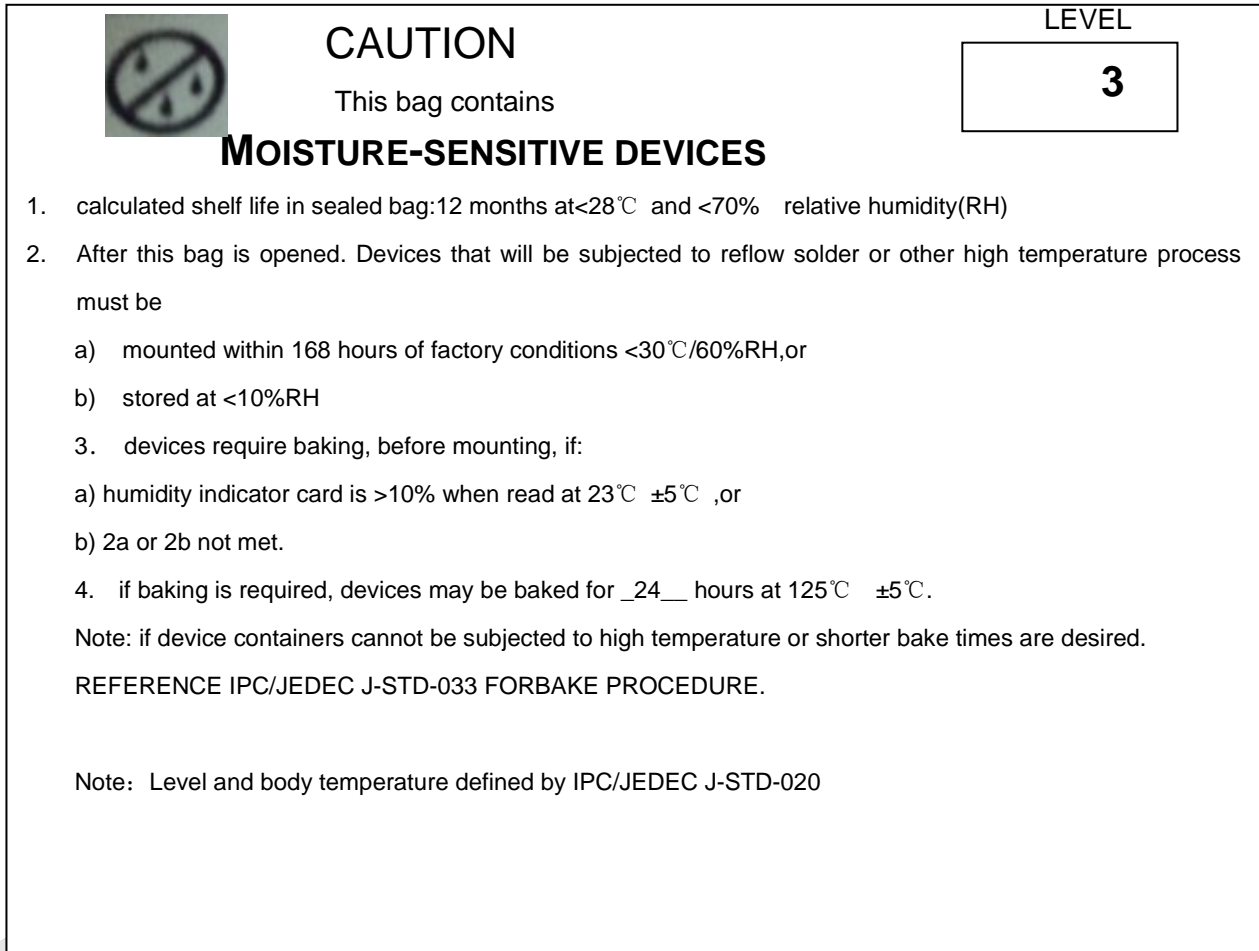 LEVEL
CAUTION
3
This bag contains
MOISTURE-SENSITIVE DEVICES
1. calculated shelf life in sealed bag:12 months at<28℃ and <70% relative humidity(RH)
2. After this bag is opened. Devices that will be subjected to reflow solder or other high temperature process
must be
a) mounted within 168 hours of factory conditions <30℃/60%RH,or
b) stored at <10%RH
3. devices require baking, before mounting, if:
a) humidity indicator card is >10% when read at 23℃ ±5℃ ,or
b) 2a or 2b not met.
4. if baking is required, devices may be baked for _24__ hours at 125℃ ±5℃.
Note: if device containers cannot be subjected to high temperature or shorter bake times are desired.
REFERENCE IPC/JEDEC J-STD-033 FORBAKE PROCEDURE.
Note：Level and body temperature defined by IPC/JEDEC J-STD-020